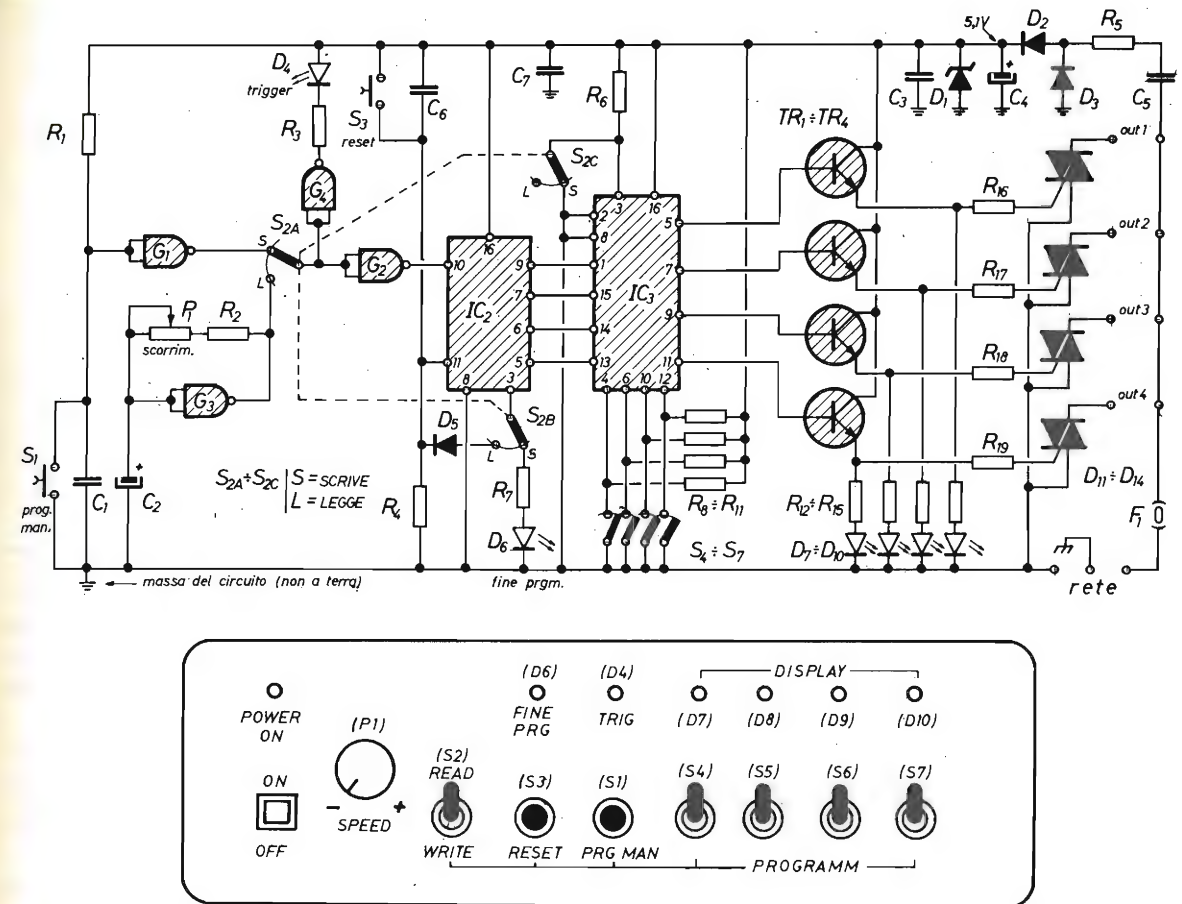 5,1V
D2
R5
D4
trigger
C7
R6
C3
D1
C4
D3
C5
S3
reset
C6
R1
R3
TR1÷TR4
out 1
S2C
L
S
G4
R16
3
16
2
5
out 2
G1
S2A
S
L
G2
16
8
10
9
1
7
R17
IC2
IC3
P1
R2
7
15
out 3
scorrim.
6
14
9
R18
11
5
13
11
8
3
4
6
10
12
out 4
G3
S2B
D5
L
S
R19
S1
prog.
man.
C1
C2
S2A÷S2C
S = SCRIVE
L = LEGGE
R4
R7
R8÷R11
R12÷R15
D11÷D14
F1
D6
S4÷S7
D7÷D10
massa del circuito (non a terra)
fine prgm.
rete
(D6)
(D4)
DISPLAY
POWER
ON
FINE
PRG
TRIG
(D7)
(D8)
(D9)
(D10)
(P1)
(S2)
READ
(S3)
(S1)
(S4)
(S5)
(S6)
(S7)
ON
- +
SPEED
OFF
WRITE
RESET
PRG MAN
PROGRAMM